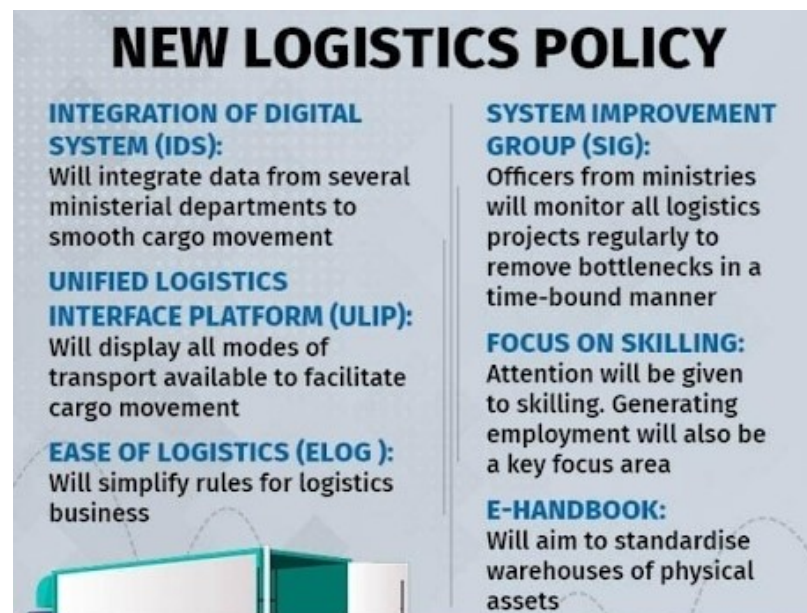 NEW LOGISTICS POLICY
INTEGRATION OF DIGITAL
SYSTEM (IDS):
Will integrate data from several
ministerial departments to
smooth cargo movement
UNIFIED LOGISTICS
INTERFACE PLATFORM (ULIP):
Will display all modes of
transport available to facilitate
cargo movement
EASE OF LOGISTICS (ELOG ):
Will simplify rules for logistics
business
SYSTEM IMPROVEMENT
GROUP (SIG):
Officers from ministries
will monitor all logistics
projects regularly to
remove bottlenecks in a
time-bound manner
FOCUS ON SKILLING:
Attention will be given
to skilling. Generating
employment will also be
a key focus area
E-HANDBOOK:
Will aim to standardise
warehouses of physical
assets